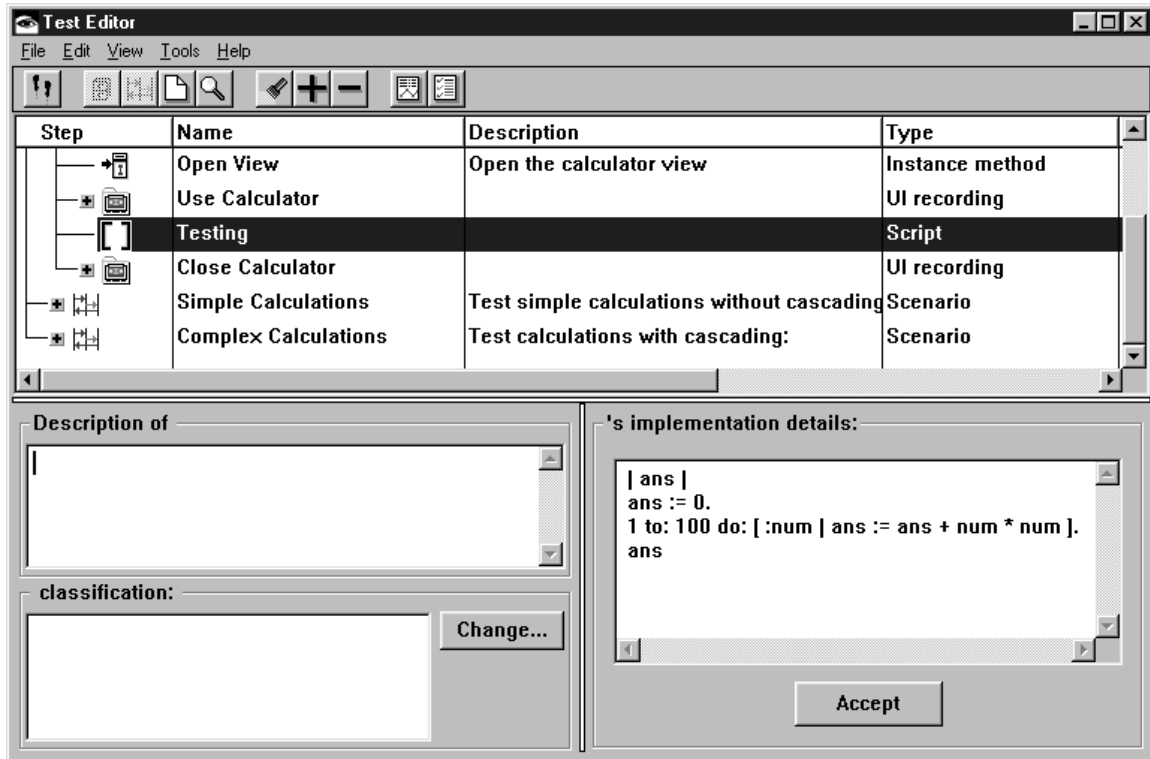 Test Editor
File Edit View Tools Help
Step Name Description Type
Open View Open the calculator view Instance method
Use Calculator UI recording
Testing Script
Close Calculator UI recording
Simple Calculations Test simple calculations without cascading Scenario
Complex Calculations Test calculations with cascading: Scenario
Description of
's implementation details:
| ans |
ans := 0.
1 to: 100 do: [ :num | ans := ans + num * num ].
ans
classification:
Change...
Accept